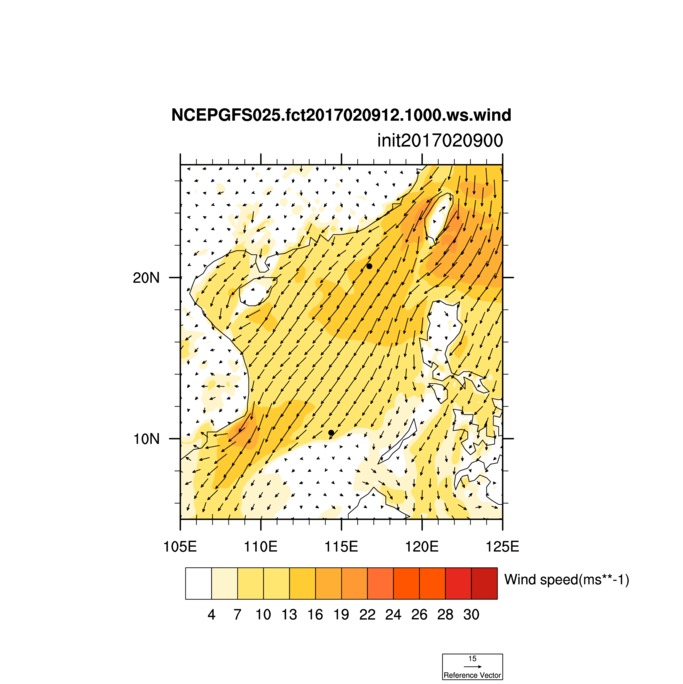 NCEPGFS025.fct2017020912.1000.ws.wind
init2017020900
20N
10N
105E 110E 115E 120E 125E
Wind speed(ms**-1)
4 7 10 13 16 19 22 24 26 28 30
15
Reference Vector